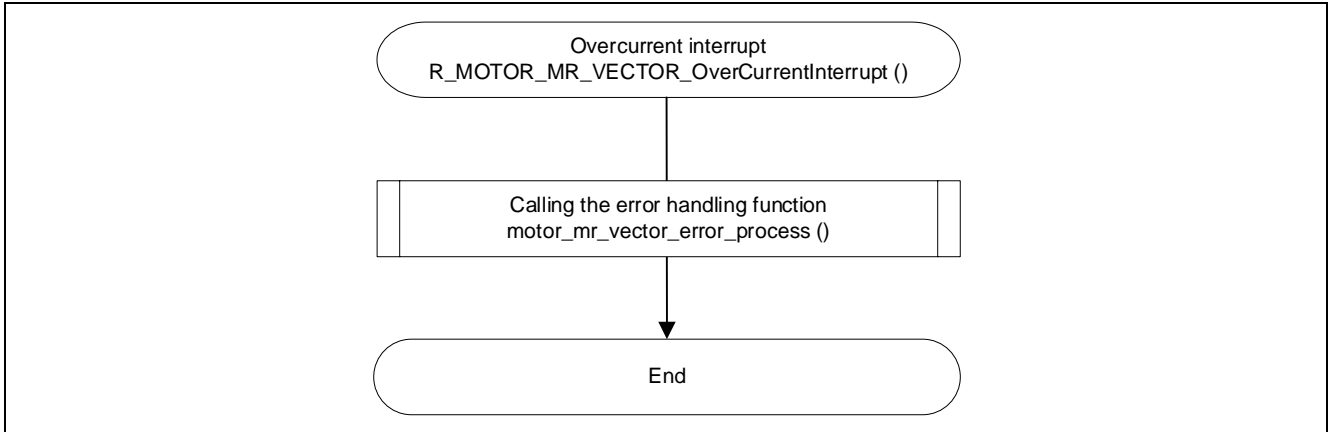 Overcurrent interrupt
R_MOTOR_MR_VECTOR_OverCurrentInterrupt ()
Calling the error handling function
motor_mr_vector_error_process ()
End